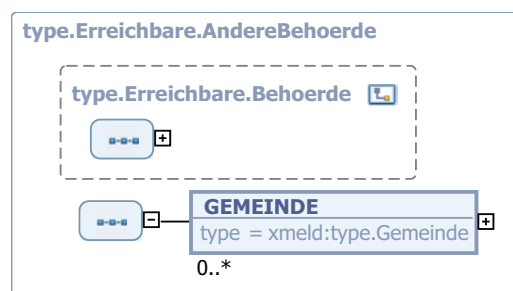 type.Erreichbare.AndereBehoerde
type.Erreichbare.Behoerde
GEMEINDE
type = xmeld:type.Gemeinde
0..*